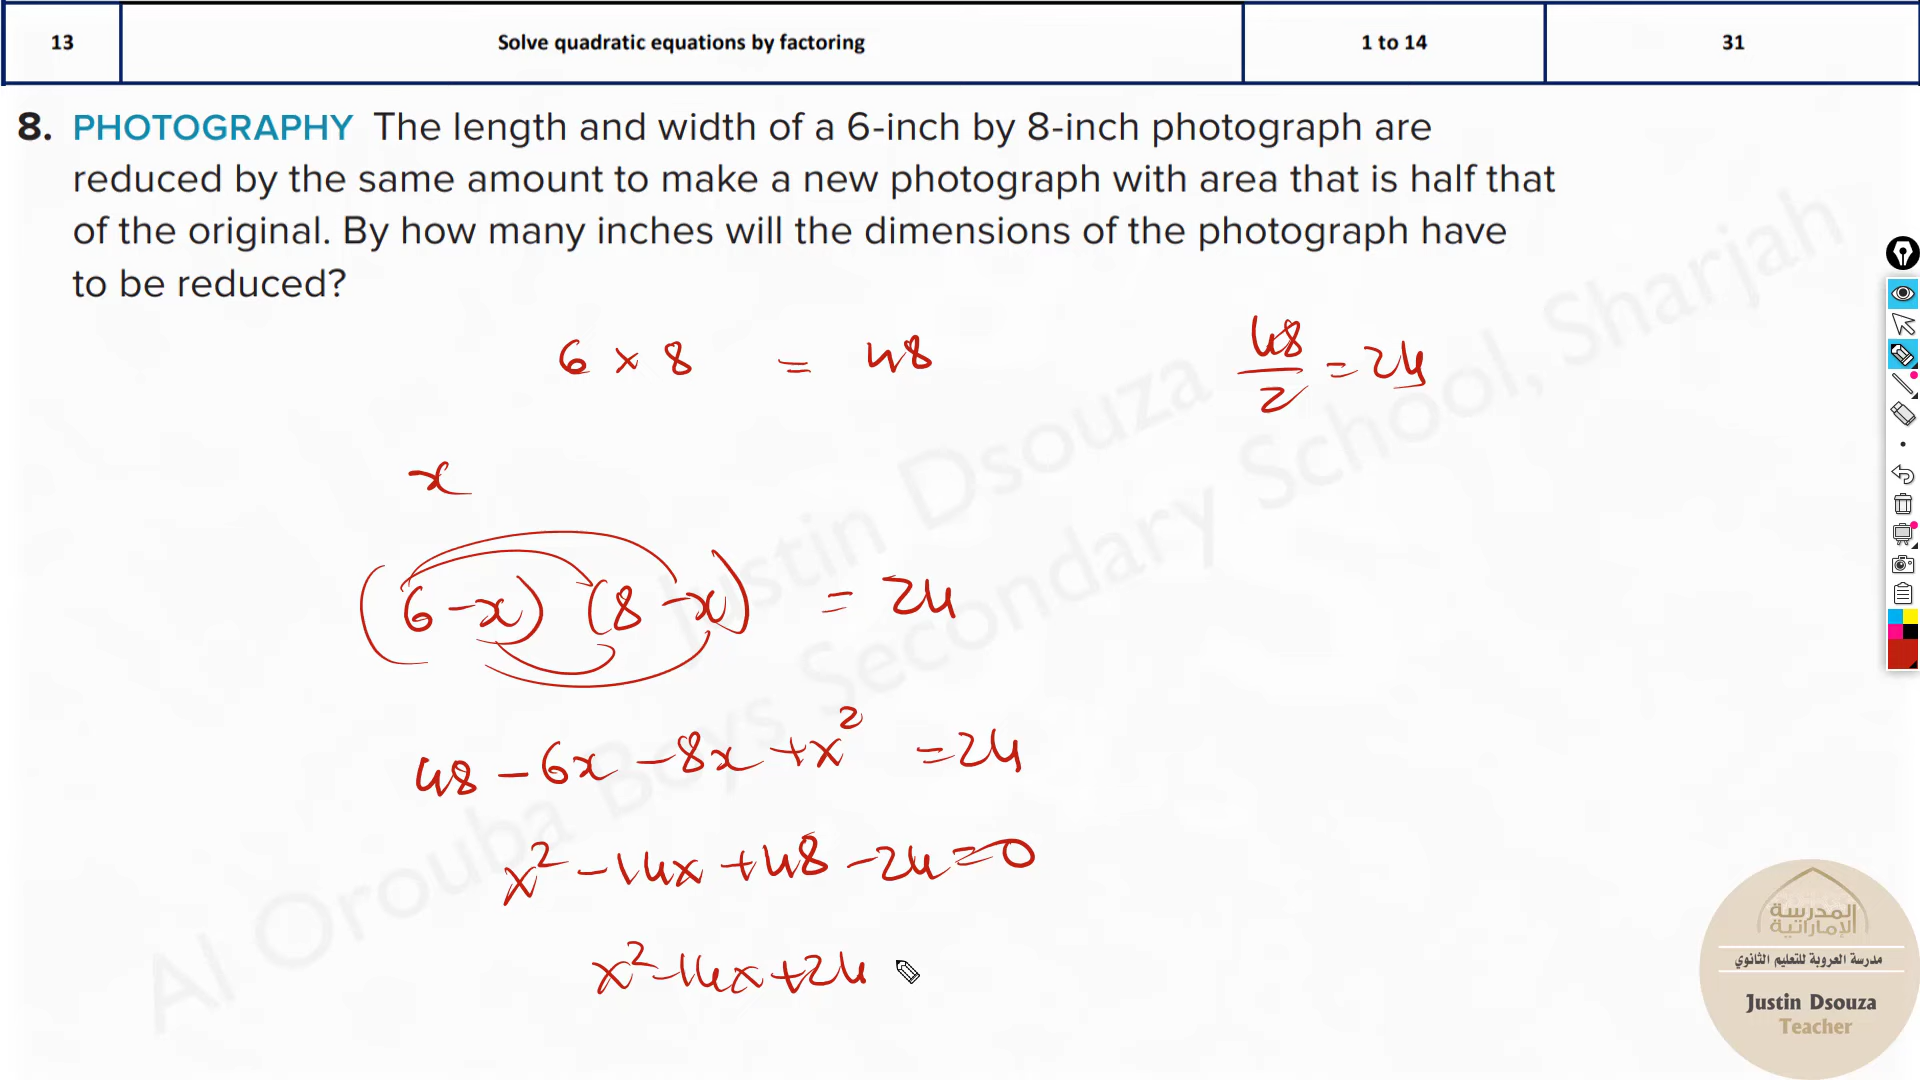 13 Solve quadratic equations by factoring 1 to 14 31
8. PHOTOGRAPHY The length and width of a 6-inch by 8-inch photograph are
reduced by the same amount to make a new photograph with area that is half that
of the original. By how many inches will the dimensions of the photograph have
to be reduced?
6 × 8 = 48
48/2 = 24
x
(6 - x) (8 - x) = 24
48 - 6x - 8x + x² = 24
x² - 14x + 48 - 24 = 0
x² - 14x + 24
Justin Dsouza
Al Orouba Boys Secondary School, Sharjah
المدرسة
الإماراتية
مدرسة العروبة للتعليم الثانوي
Justin Dsouza
Teacher